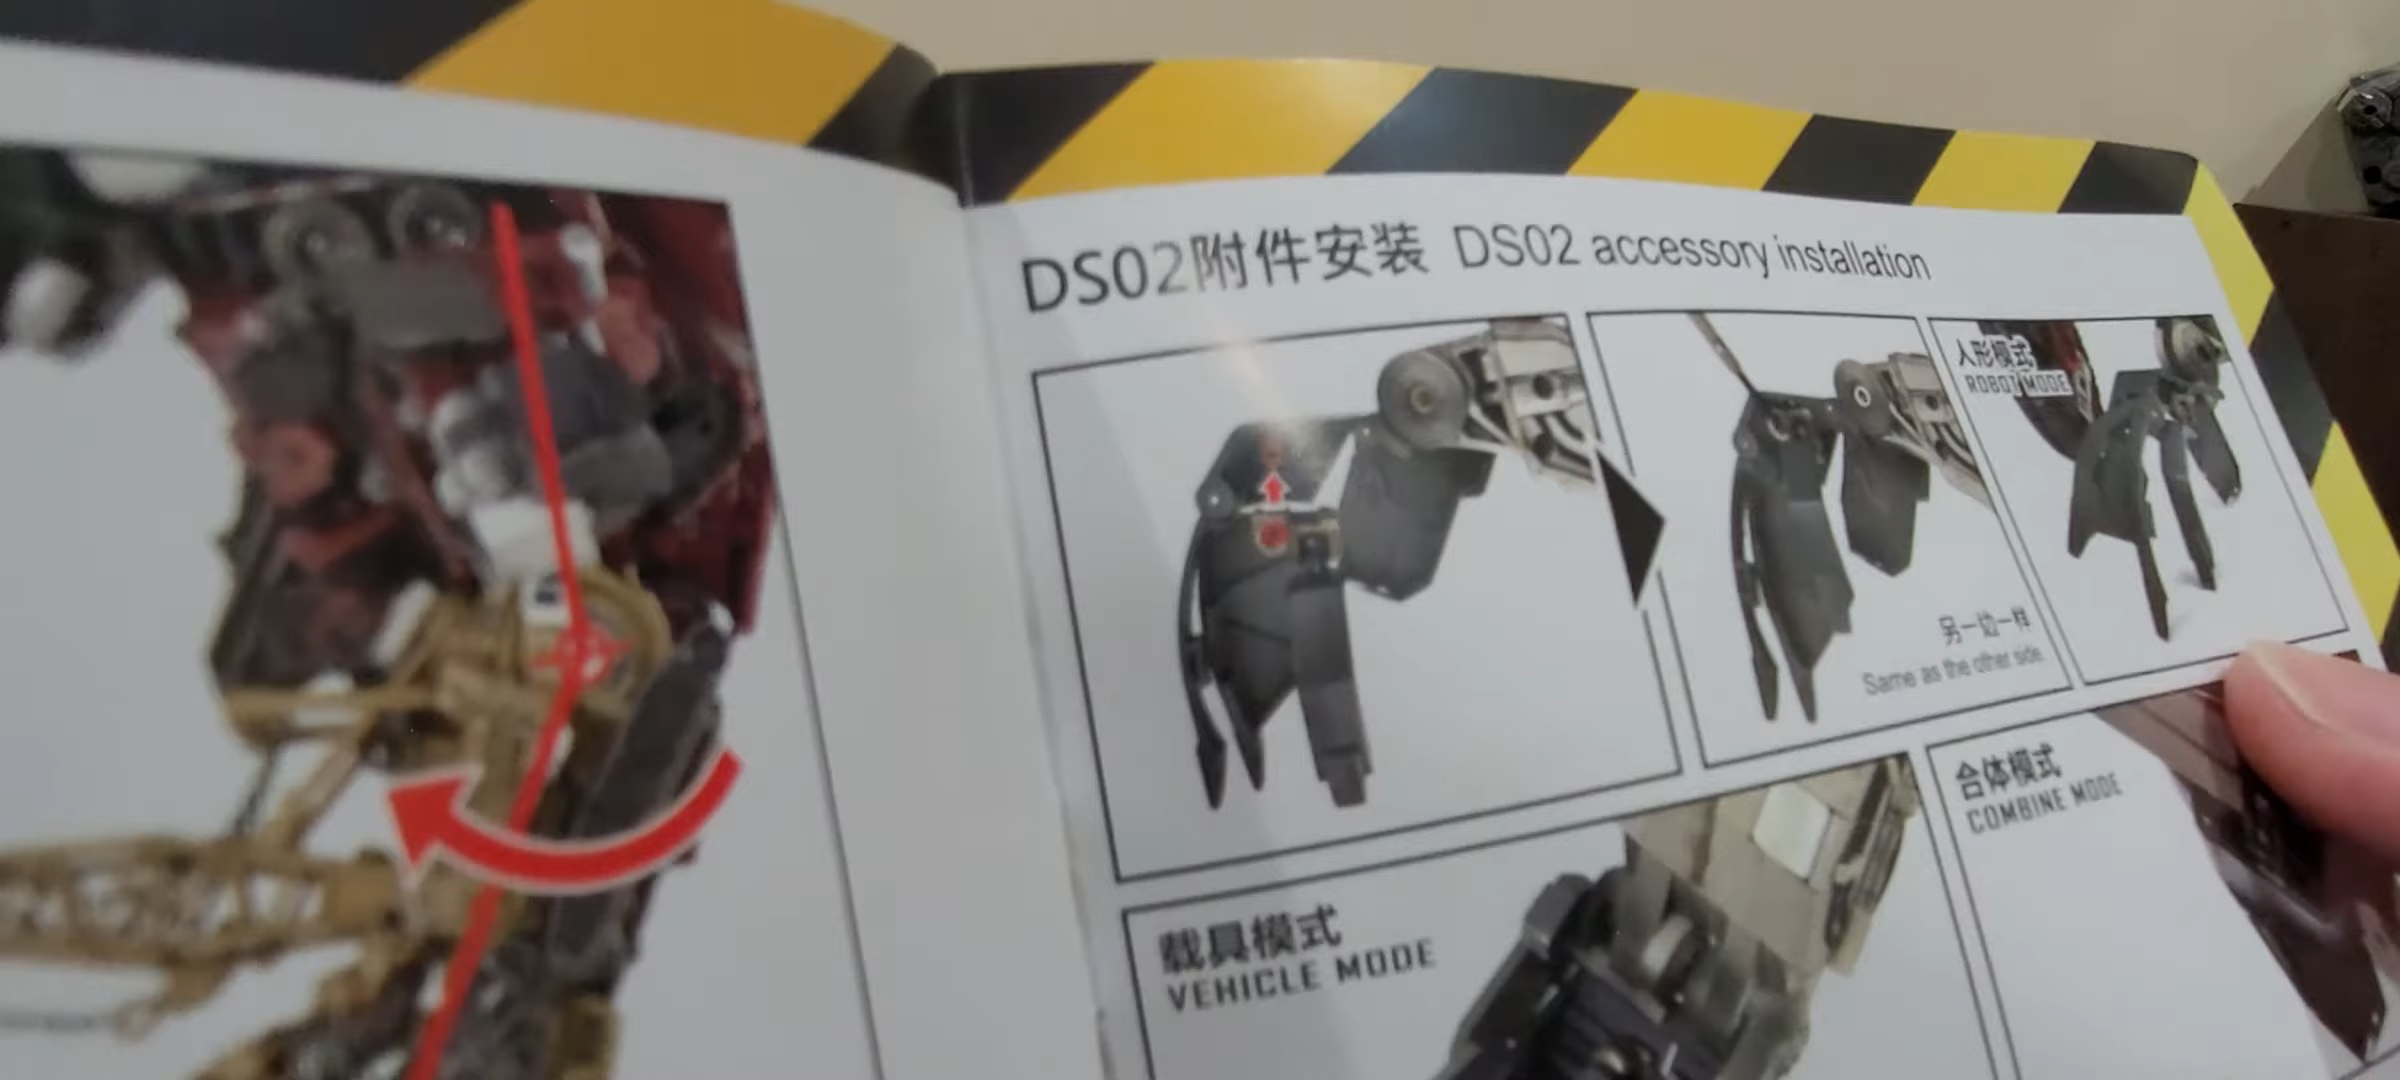 DS02附件安装 DS02 accessory installation
人形模式
ROBOT MODE
另一边一样
Same as the other side.
载具模式
VEHICLE MODE
合体模式
COMBINE MODE